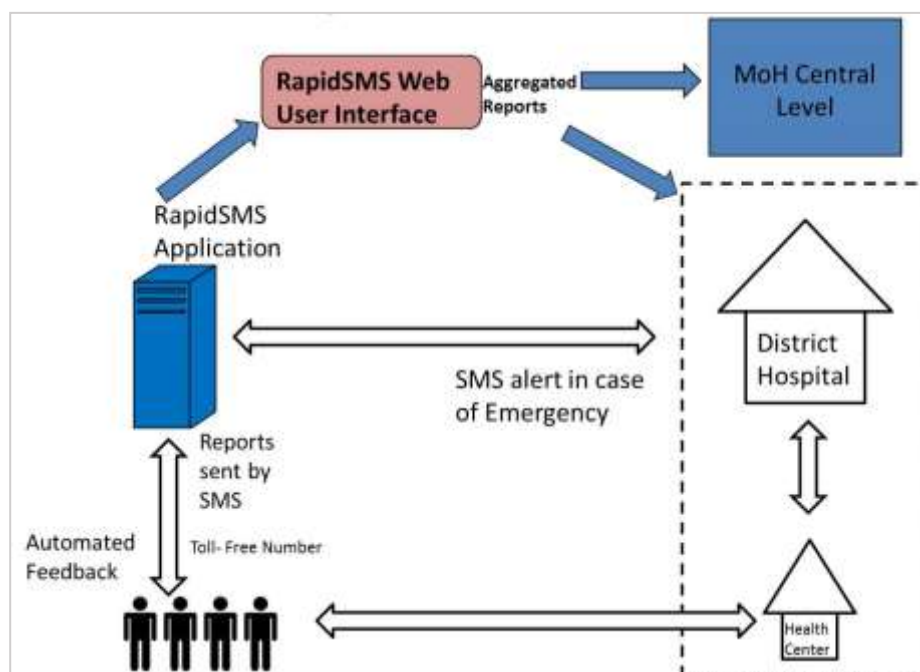 RapidSMS Web
User Interface
Aggregated
Reports
MoH Central
Level
RapidSMS
Application
District
Hospital
SMS alert in case
of Emergency
Reports
sent by
SMS
Automated
Feedback
Toll- Free Number
Health
Center